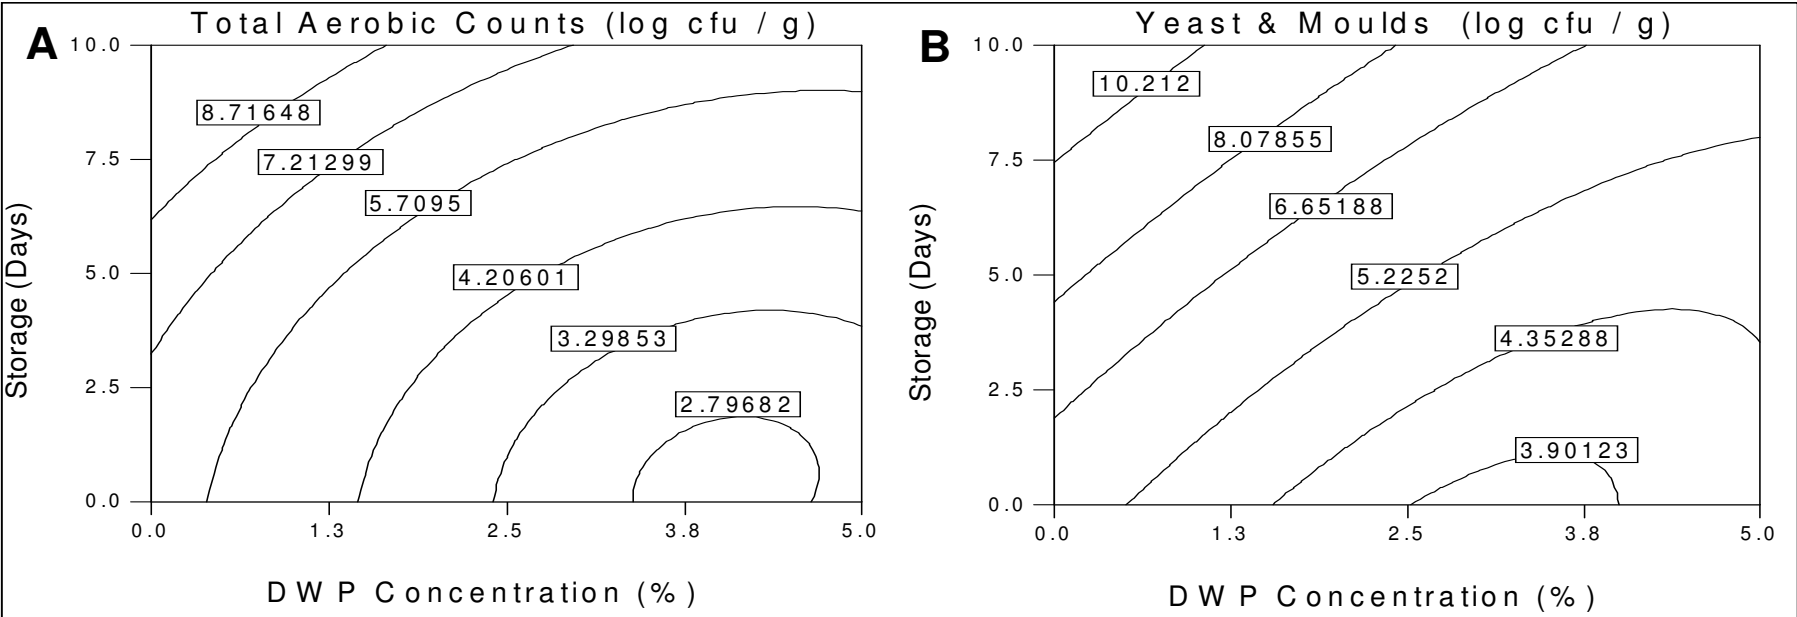 A
Total Aerobic Counts (log cfu / g)
10.0
7.5
5.0
2.5
0.0
Storage (Days)
8.71648
7.21299
5.7095
4.20601
3.29853
2.79682
0.0 1.3 2.5 3.8 5.0
DWP Concentration (%)
B
Yeast & Moulds (log cfu / g)
10.0
7.5
5.0
2.5
0.0
Storage (Days)
10.212
8.07855
6.65188
5.2252
4.35288
3.90123
0.0 1.3 2.5 3.8 5.0
DWP Concentration (%)